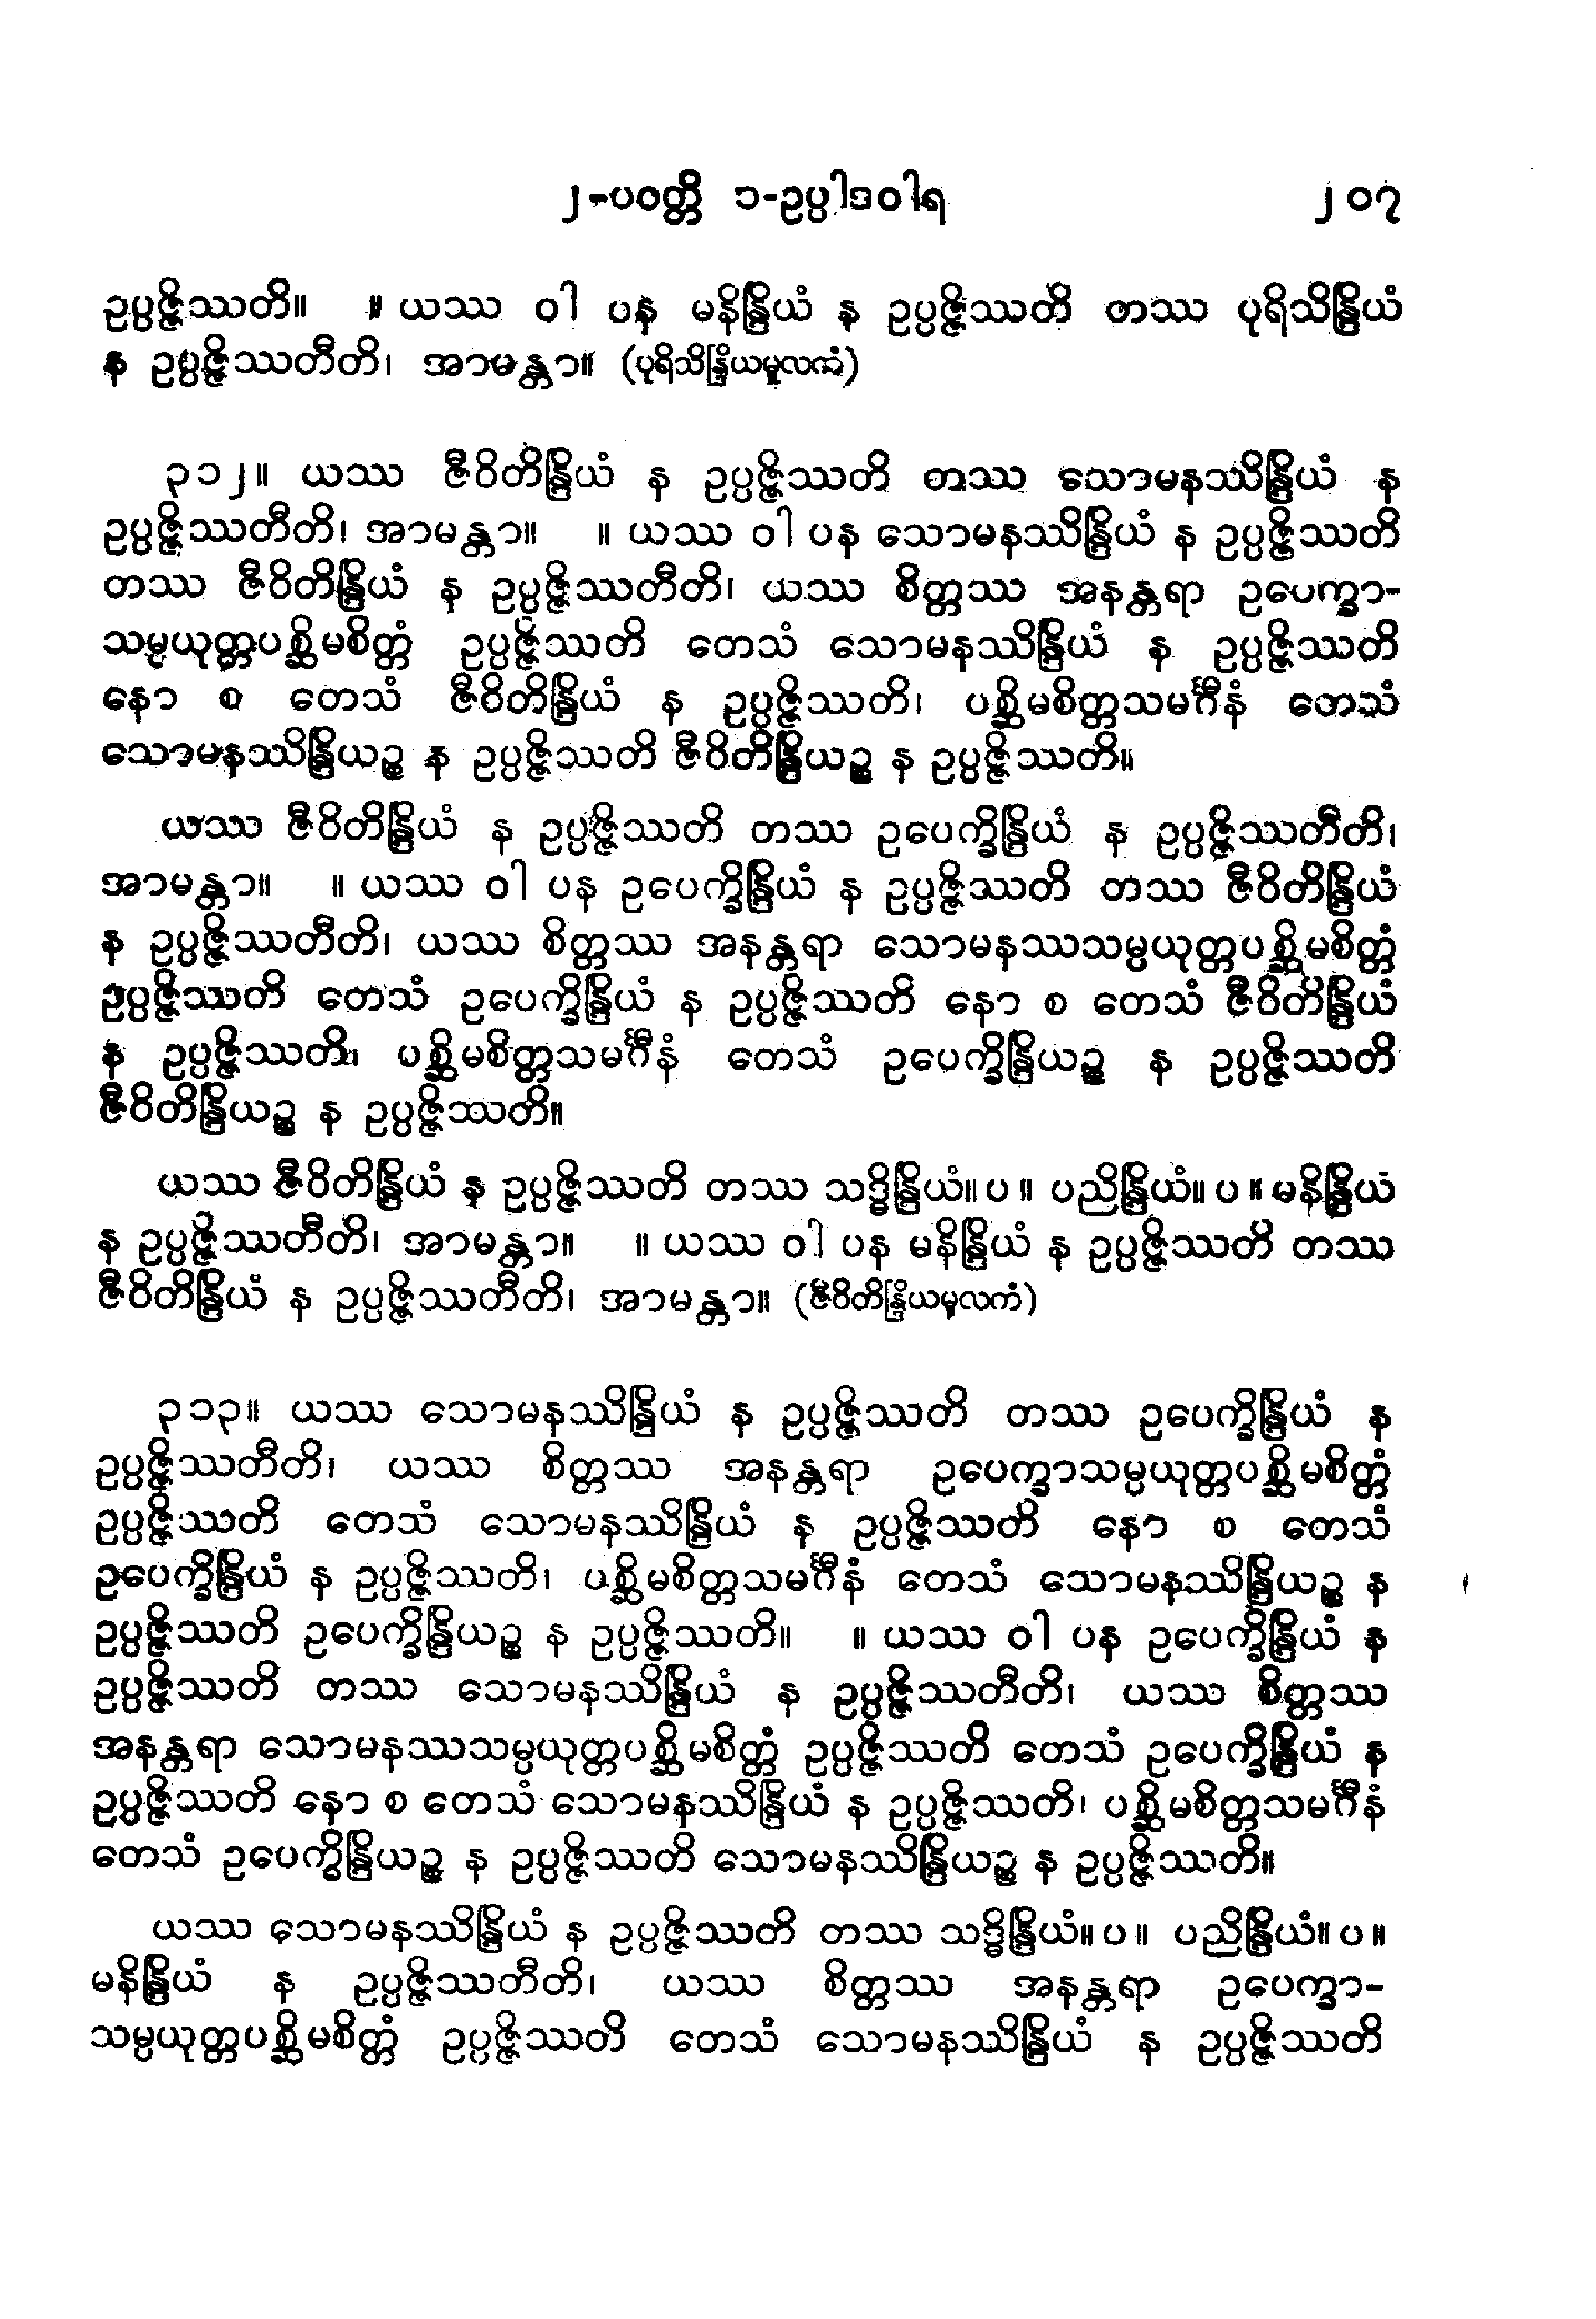 ၂-ပဝတ္တိ ၁-ဥပ္ပါဒဝါရ ၂၀၇
ဥပ္ပဇ္ဇိဿတိ။ ။ ယဿ ဝါ ပန မနိန္ဒြိယံ န ဥပ္ပဇ္ဇိဿတိ တဿ ပုရိသိန္ဒြိယံ
န ဥပ္ပဇ္ဇိဿတီတိ၊ အာမန္တာ။ (ပုရိသိန္ဒြိယမူလကံ)
၃၁၂။ ယဿ ဇီဝိတိန္ဒြိယံ န ဥပ္ပဇ္ဇိဿတိ တဿ သောမနဿိန္ဒြိယံ န
ဥပ္ပဇ္ဇိဿတီတိ၊ အာမန္တာ။ ။ ယဿ ဝါ ပန သောမနဿိန္ဒြိယံ န ဥပ္ပဇ္ဇိဿတိ
တဿ ဇီဝိတိန္ဒြိယံ န ဥပ္ပဇ္ဇိဿတီတိ၊ ယဿ စိတ္တဿ အနန္တရာ ဥပေက္ခာ-
သမ္ပယုတ္တပစ္ဆိမစိတ္တံ ဥပ္ပဇ္ဇိဿတိ တေသံ သောမနဿိန္ဒြိယံ န ဥပ္ပဇ္ဇိဿတိ
နော စ တေသံ ဇီဝိတိန္ဒြိယံ န ဥပ္ပဇ္ဇိဿတိ၊ ပစ္ဆိမစိတ္တသမင်္ဂီနံ တေသံ
သောမနဿိန္ဒြိယဉ္စ န ဥပ္ပဇ္ဇိဿတိ ဇီဝိတိန္ဒြိယဉ္စ န ဥပ္ပဇ္ဇိဿတိ။
ယဿ ဇီဝိတိန္ဒြိယံ န ဥပ္ပဇ္ဇိဿတိ တဿ ဥပေက္ခိန္ဒြိယံ န ဥပ္ပဇ္ဇိဿတီတိ၊
အာမန္တာ။ ။ ယဿ ဝါ ပန ဥပေက္ခိန္ဒြိယံ န ဥပ္ပဇ္ဇိဿတိ တဿ ဇီဝိတိန္ဒြိယံ
န ဥပ္ပဇ္ဇိဿတီတိ၊ ယဿ စိတ္တဿ အနန္တရာ သောမနဿသမ္ပယုတ္တပစ္ဆိမစိတ္တံ
ဥပ္ပဇ္ဇိဿတိ တေသံ ဥပေက္ခိန္ဒြိယံ န ဥပ္ပဇ္ဇိဿတိ နော စ တေသံ ဇီဝိတိန္ဒြိယံ
န ဥပ္ပဇ္ဇိဿတိ၊ ပစ္ဆိမစိတ္တသမင်္ဂီနံ တေသံ ဥပေက္ခိန္ဒြိယဉ္စ န ဥပ္ပဇ္ဇိဿတိ
ဇီဝိတိန္ဒြိယဉ္စ န ဥပ္ပဇ္ဇိဿတိ။
ယဿ ဇီဝိတိန္ဒြိယံ န ဥပ္ပဇ္ဇိဿတိ တဿ သဒ္ဓိန္ဒြိယံ။ပ။ ပညိန္ဒြိယံ။ပ။ မနိန္ဒြိယံ
န ဥပ္ပဇ္ဇိဿတီတိ၊ အာမန္တာ။ ။ ယဿ ဝါ ပန မနိန္ဒြိယံ န ဥပ္ပဇ္ဇိဿတိ တဿ
ဇီဝိတိန္ဒြိယံ န ဥပ္ပဇ္ဇိဿတီတိ၊ အာမန္တာ။ (ဇီဝိတိန္ဒြိယမူလကံ)
၃၁၃။ ယဿ သောမနဿိန္ဒြိယံ န ဥပ္ပဇ္ဇိဿတိ တဿ ဥပေက္ခိန္ဒြိယံ န
ဥပ္ပဇ္ဇိဿတီတိ၊ ယဿ စိတ္တဿ အနန္တရာ ဥပေက္ခာသမ္ပယုတ္တပစ္ဆိမစိတ္တံ
ဥပ္ပဇ္ဇိဿတိ တေသံ သောမနဿိန္ဒြိယံ န ဥပ္ပဇ္ဇိဿတိ နော စ တေသံ
ဥပေက္ခိန္ဒြိယံ န ဥပ္ပဇ္ဇိဿတိ၊ ပစ္ဆိမစိတ္တသမင်္ဂီနံ တေသံ သောမနဿိန္ဒြိယဉ္စ န
ဥပ္ပဇ္ဇိဿတိ ဥပေက္ခိန္ဒြိယဉ္စ န ဥပ္ပဇ္ဇိဿတိ။ ။ ယဿ ဝါ ပန ဥပေက္ခိန္ဒြိယံ န
ဥပ္ပဇ္ဇိဿတိ တဿ သောမနဿိန္ဒြိယံ န ဥပ္ပဇ္ဇိဿတီတိ၊ ယဿ စိတ္တဿ
အနန္တရာ သောမနဿသမ္ပယုတ္တပစ္ဆိမစိတ္တံ ဥပ္ပဇ္ဇိဿတိ တေသံ ဥပေက္ခိန္ဒြိယံ န
ဥပ္ပဇ္ဇိဿတိ နော စ တေသံ သောမနဿိန္ဒြိယံ န ဥပ္ပဇ္ဇိဿတိ၊ ပစ္ဆိမစိတ္တသမင်္ဂီနံ
တေသံ ဥပေက္ခိန္ဒြိယဉ္စ န ဥပ္ပဇ္ဇိဿတိ သောမနဿိန္ဒြိယဉ္စ န ဥပ္ပဇ္ဇိဿတိ။
ယဿ သောမနဿိန္ဒြိယံ န ဥပ္ပဇ္ဇိဿတိ တဿ သဒ္ဓိန္ဒြိယံ။ပ။ ပညိန္ဒြိယံ။ပ။
မနိန္ဒြိယံ န ဥပ္ပဇ္ဇိဿတီတိ၊ ယဿ စိတ္တဿ အနန္တရာ ဥပေက္ခာ-
သမ္ပယုတ္တပစ္ဆိမစိတ္တံ ဥပ္ပဇ္ဇိဿတိ တေသံ သောမနဿိန္ဒြိယံ န ဥပ္ပဇ္ဇိဿတိ